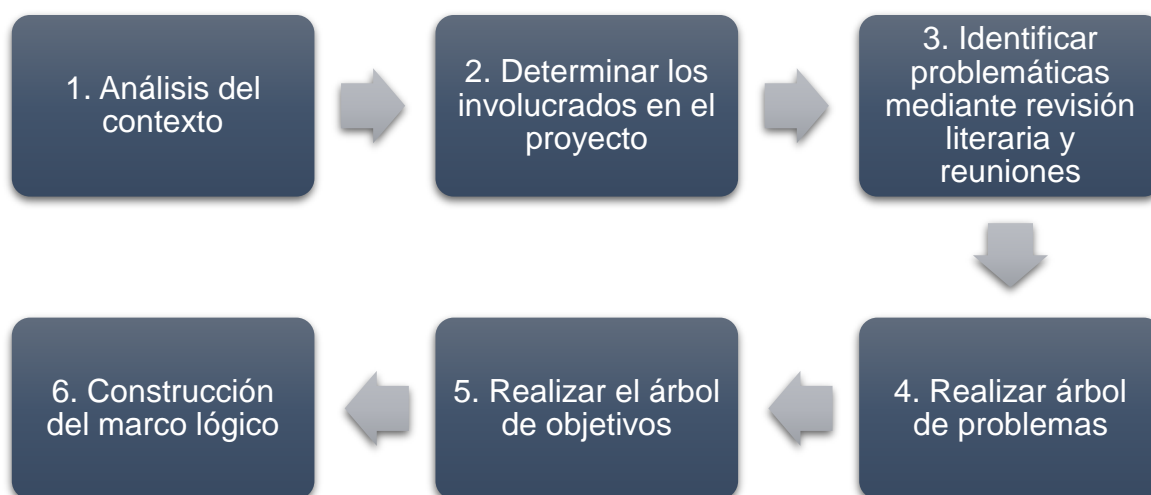 1. Análisis del
contexto
2. Determinar los
involucrados en el
proyecto
3. Identificar
problemáticas
mediante revisión
literaria y
reuniones
4. Realizar árbol
de problemas
5. Realizar el árbol
de objetivos
6. Construcción
del marco lógico